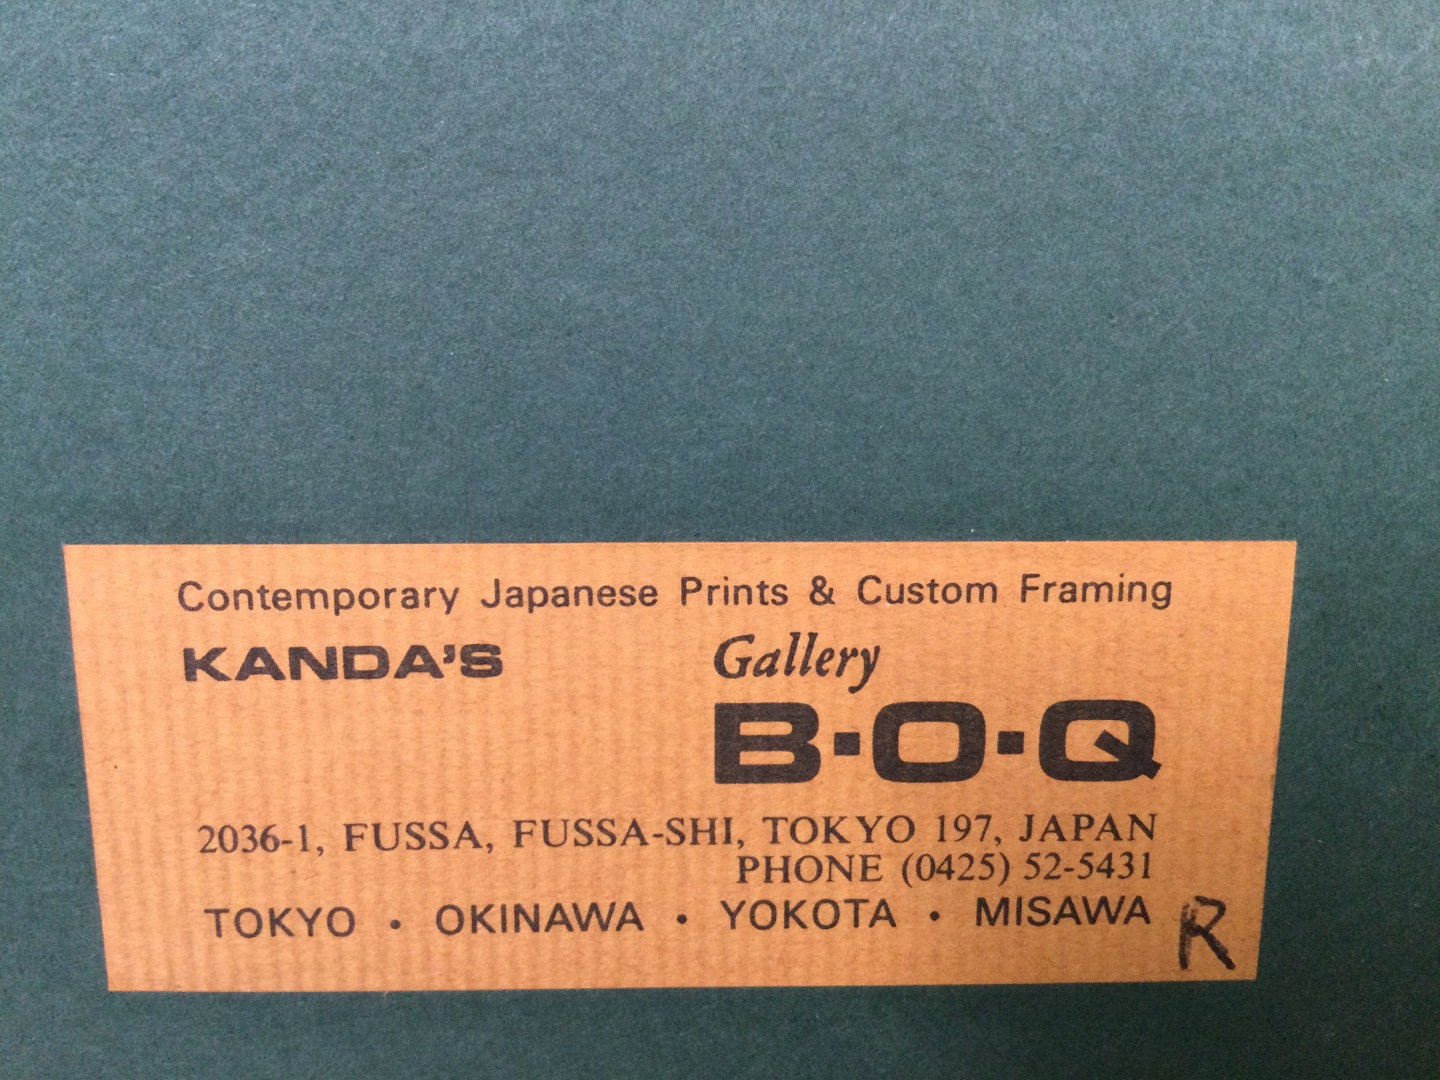 Contemporary Japanese Prints & Custom Framing
KANDA'S Gallery
B·O·Q
2036-1, FUSSA, FUSSA-SHI, TOKYO 197, JAPAN
PHONE (0425) 52-5431
TOKYO · OKINAWA · YOKOTA · MISAWA
R